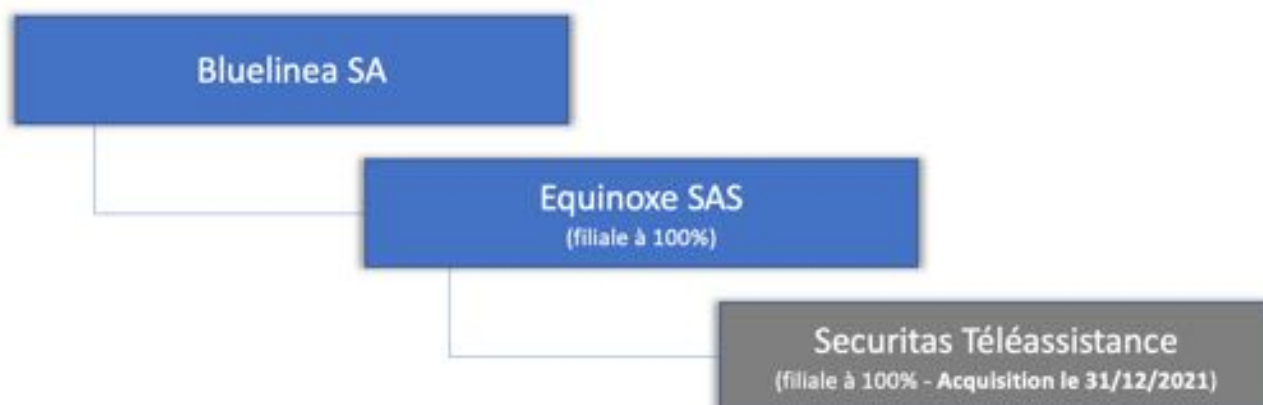 Bluelinea SA
Equinoxe SAS
(filiale à 100%)
Securitas Téléassistance
(filiale à 100% - Acquisition le 31/12/2021)